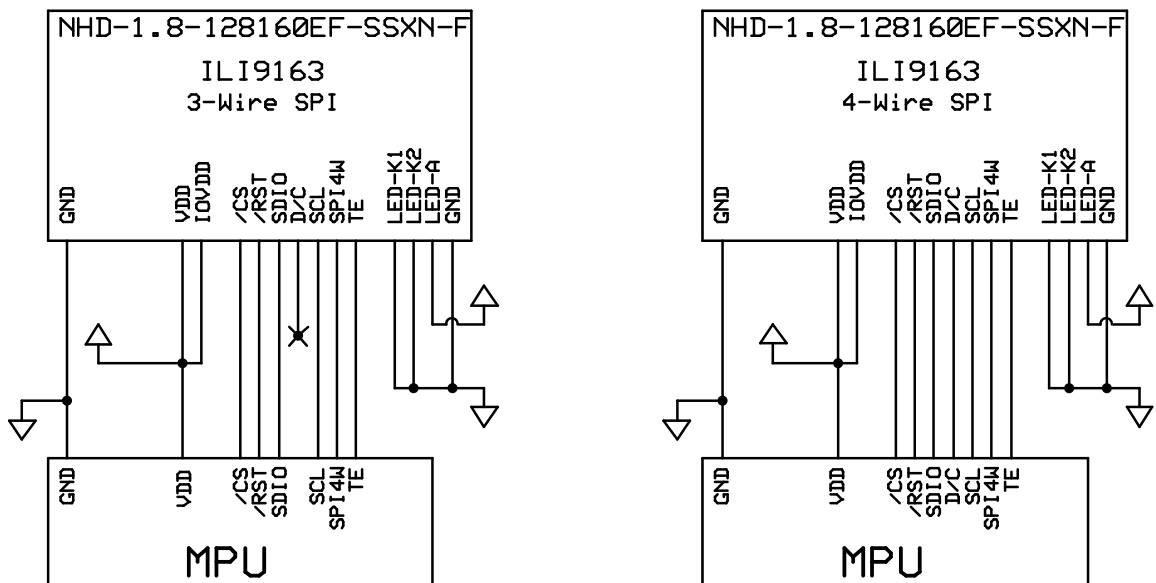 NHD-1.8-128160EF-SSXN-F
ILI9163
3-Wire SPI
GND
VDD
IOVDD
/CS
/RST
SDIO
D/C
SCL
SPI4W
TE
LED-K1
LED-K2
LED-A
GND
GND
VDD
/CS
/RST
SDIO
SCL
SPI4W
TE
MPU
NHD-1.8-128160EF-SSXN-F
ILI9163
4-Wire SPI
GND
VDD
IOVDD
/CS
/RST
SDIO
D/C
SCL
SPI4W
TE
LED-K1
LED-K2
LED-A
GND
GND
VDD
/CS
/RST
SDIO
D/C
SCL
SPI4W
TE
MPU